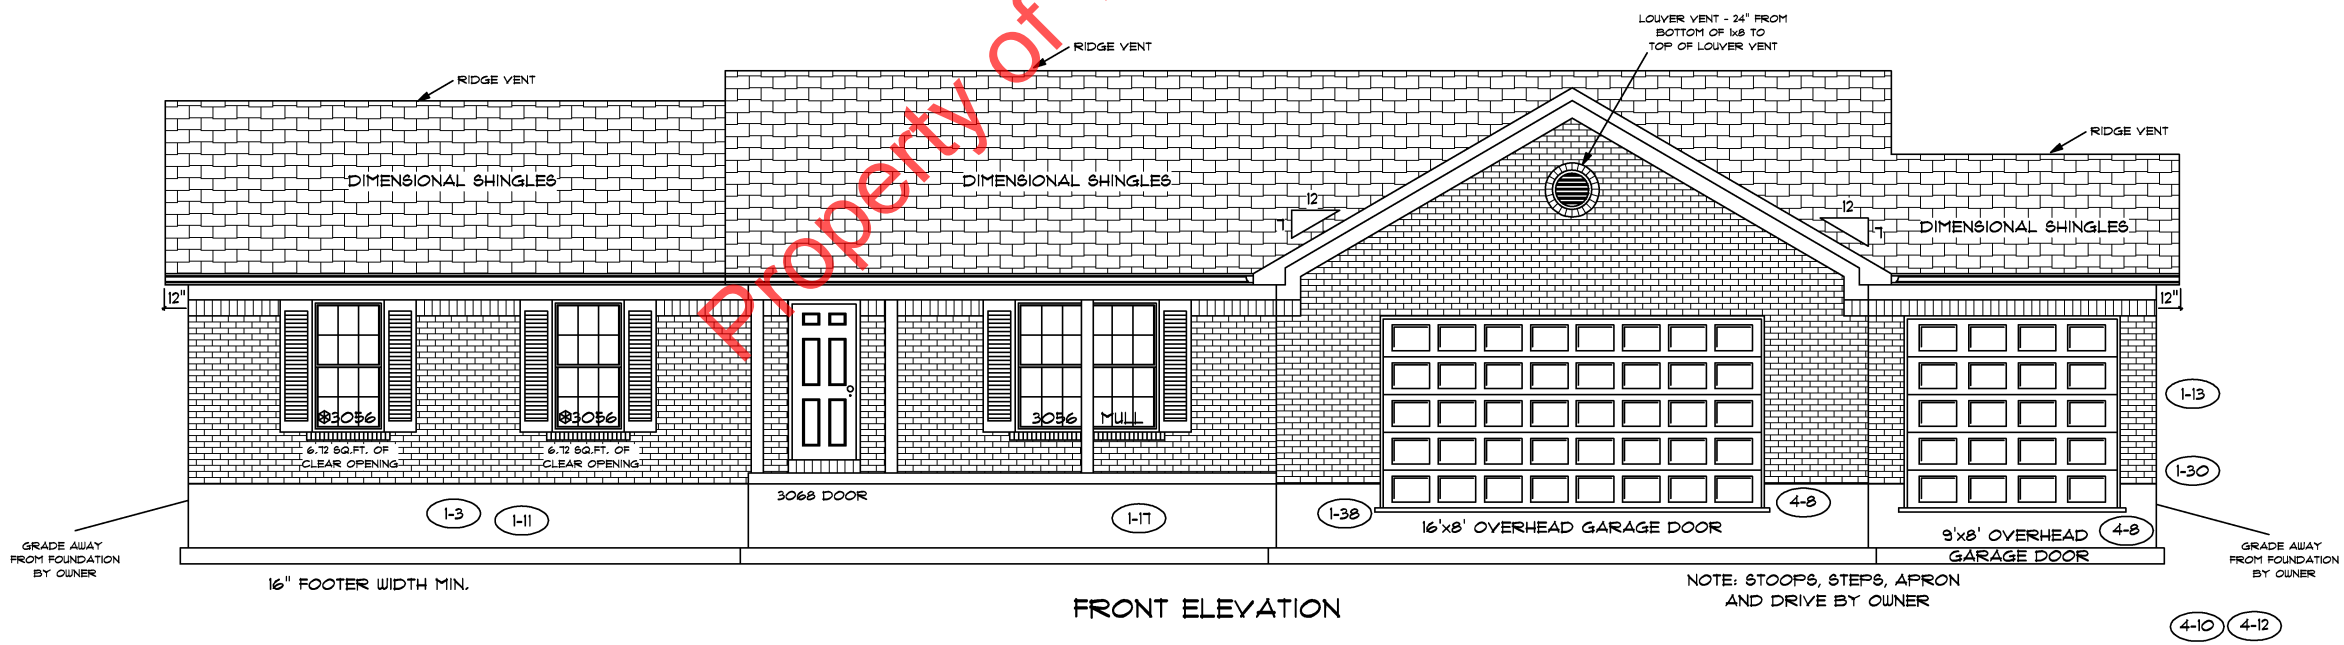 LOUVER VENT - 24" FROM
BOTTOM OF 1x8 TO
TOP OF LOUVER VENT
RIDGE VENT
RIDGE VENT
RIDGE VENT
Property of
DIMENSIONAL SHINGLES
DIMENSIONAL SHINGLES
DIMENSIONAL SHINGLES
12
7
12
7
12"
12"
3056
3056
3056 MULL
6.72 SQ.FT. OF
CLEAR OPENING
6.72 SQ.FT. OF
CLEAR OPENING
3068 DOOR
1-13
1-30
1-3
1-11
1-17
1-38
4-8
16'x8' OVERHEAD GARAGE DOOR
9'x8' OVERHEAD
GARAGE DOOR
4-8
GRADE AWAY
FROM FOUNDATION
BY OWNER
GRADE AWAY
FROM FOUNDATION
BY OWNER
16" FOOTER WIDTH MIN.
NOTE: STOOPS, STEPS, APRON
AND DRIVE BY OWNER
FRONT ELEVATION
4-10
4-12